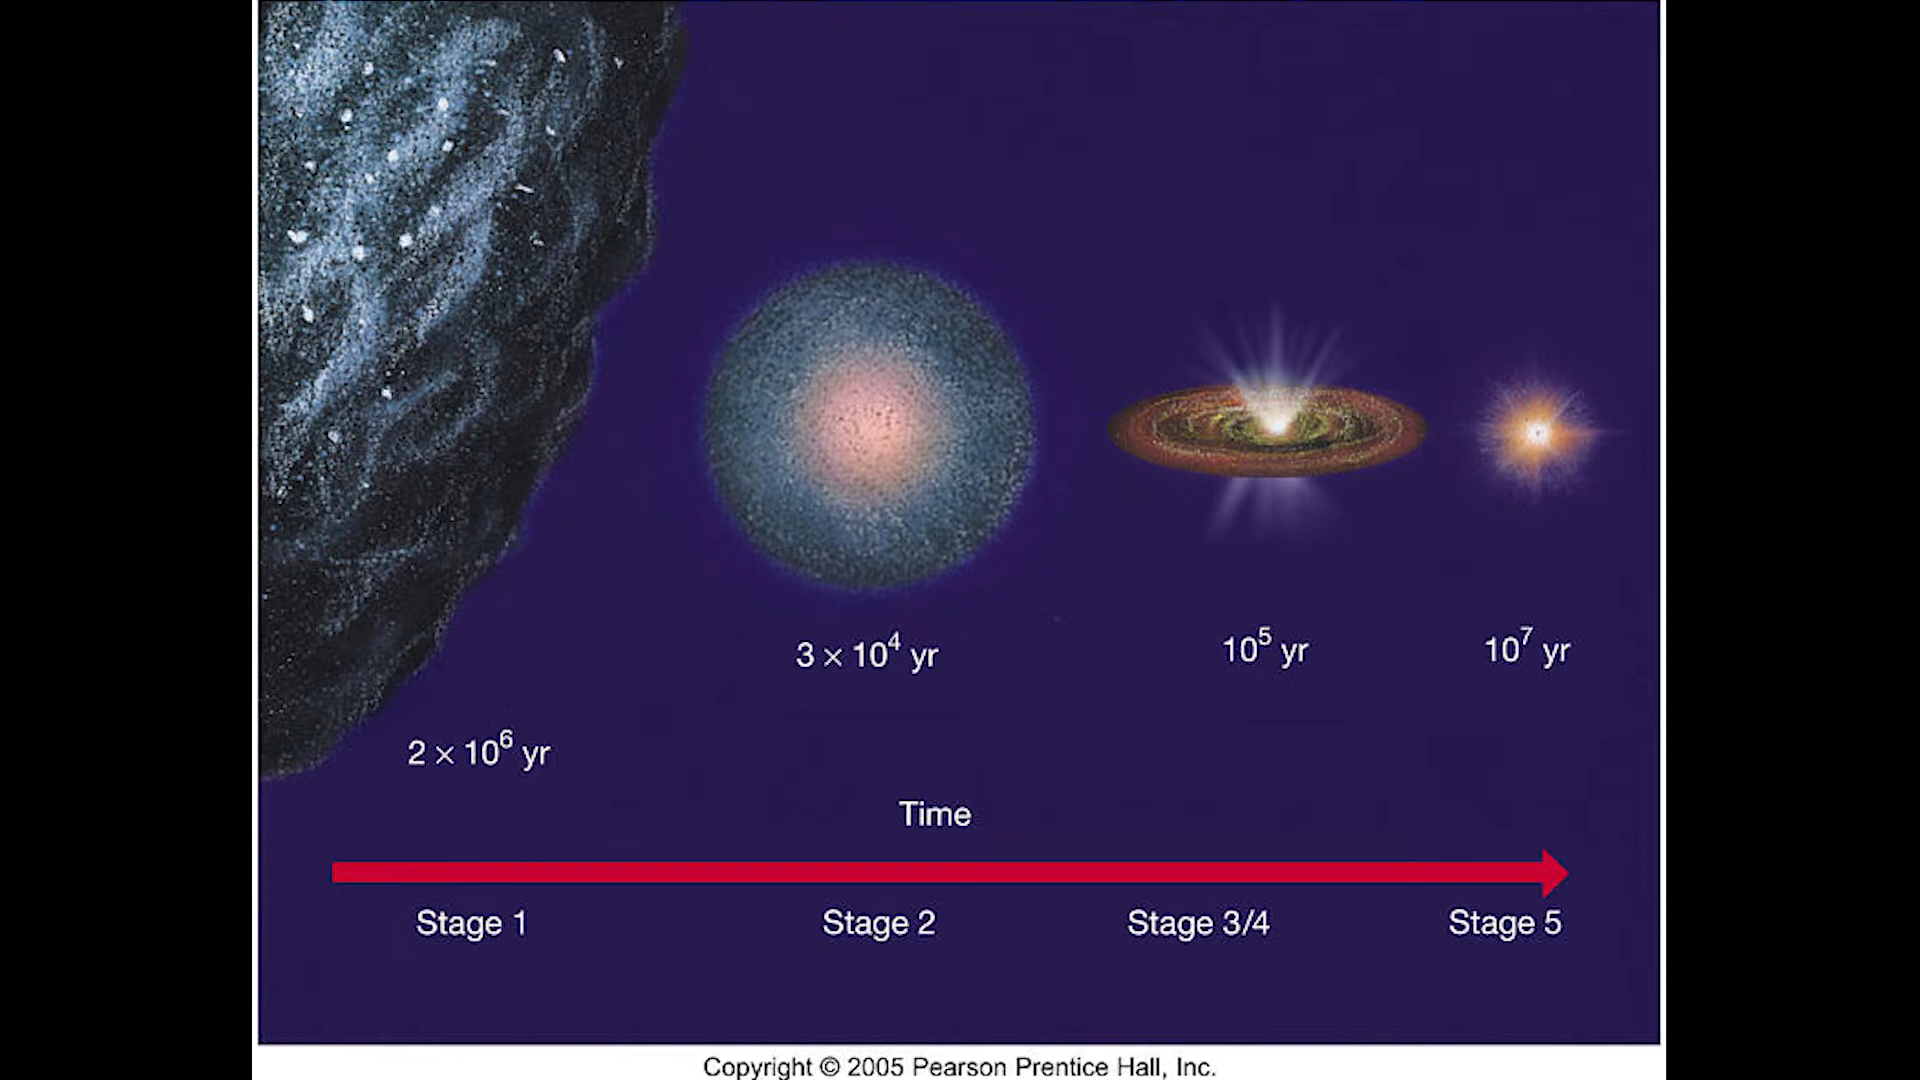 3 × 10⁴ yr
10⁵ yr
10⁷ yr
2 × 10⁶ yr
Time
Stage 1
Stage 2
Stage 3/4
Stage 5
Copyright © 2005 Pearson Prentice Hall, Inc.